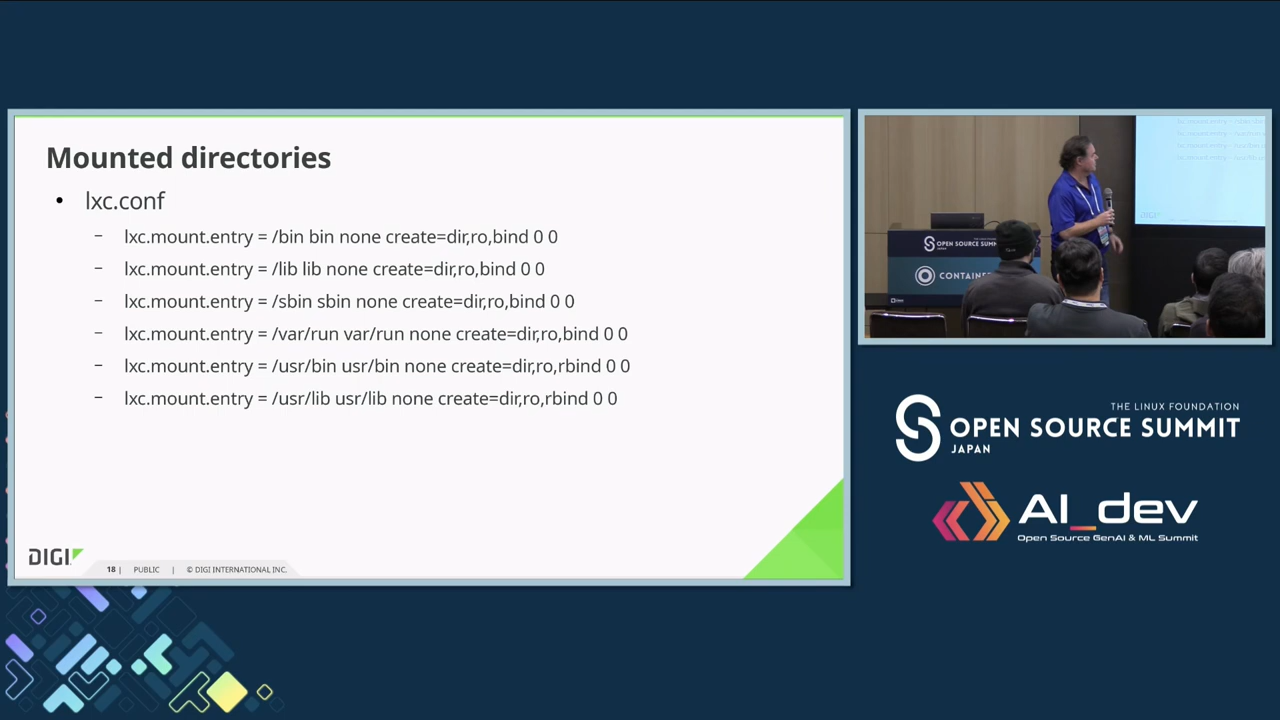 Mounted directories
• lxc.conf
– lxc.mount.entry = /bin bin none create=dir,ro,bind 0 0
– lxc.mount.entry = /lib lib none create=dir,ro,bind 0 0
– lxc.mount.entry = /sbin sbin none create=dir,ro,bind 0 0
– lxc.mount.entry = /var/run var/run none create=dir,ro,bind 0 0
– lxc.mount.entry = /usr/bin usr/bin none create=dir,ro,rbind 0 0
– lxc.mount.entry = /usr/lib usr/lib none create=dir,ro,rbind 0 0
DIGI
18 | PUBLIC | © DIGI INTERNATIONAL INC.
OPEN SOURCE SUMM
CONTAINE
THE LINUX FOUNDATION
OPEN SOURCE SUMMIT
JAPAN
AI_dev
Open Source GenAI & ML Summit